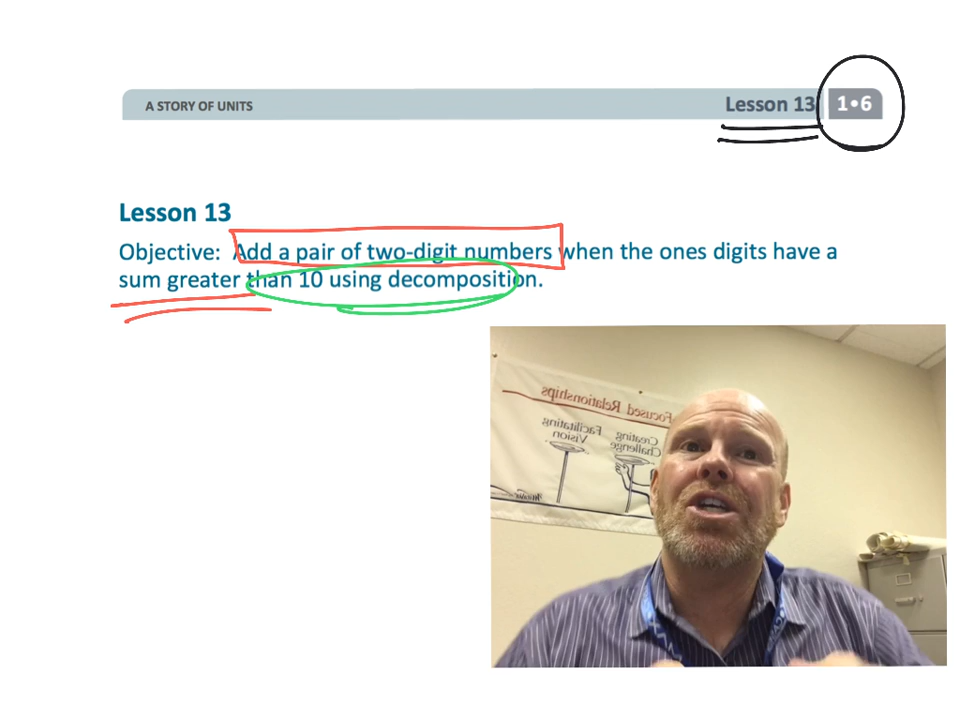 A STORY OF UNITS
Lesson 13 1•6
Lesson 13
Objective: Add a pair of two-digit numbers when the ones digits have a
sum greater than 10 using decomposition.
Focused Relationships
Facilitating
Vision
Creating
Challenge